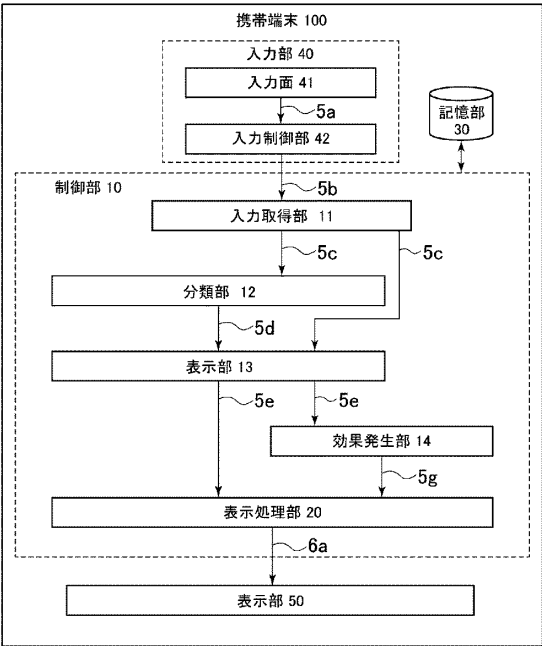 携帯端末 100
入力部 40
入力面 41
5a
入力制御部 42
記憶部
30
5b
制御部 10
入力取得部 11
5c
5c
分類部 12
5d
表示部 13
5e
5e
効果発生部 14
5g
表示処理部 20
6a
表示部 50